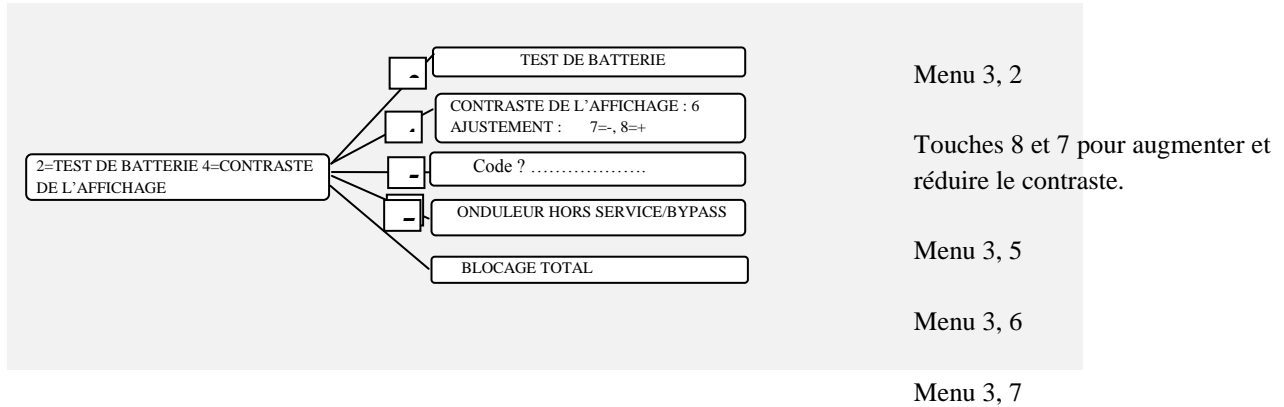 TEST DE BATTERIE
CONTRASTE DE L'AFFICHAGE : 6
AJUSTEMENT : 7=-, 8=+
2=TEST DE BATTERIE 4=CONTRASTE
DE L'AFFICHAGE
Code ? ………………….
ONDULEUR HORS SERVICE/BYPASS
BLOCAGE TOTAL
Menu 3, 2
Touches 8 et 7 pour augmenter et
réduire le contraste.
Menu 3, 5
Menu 3, 6
Menu 3, 7